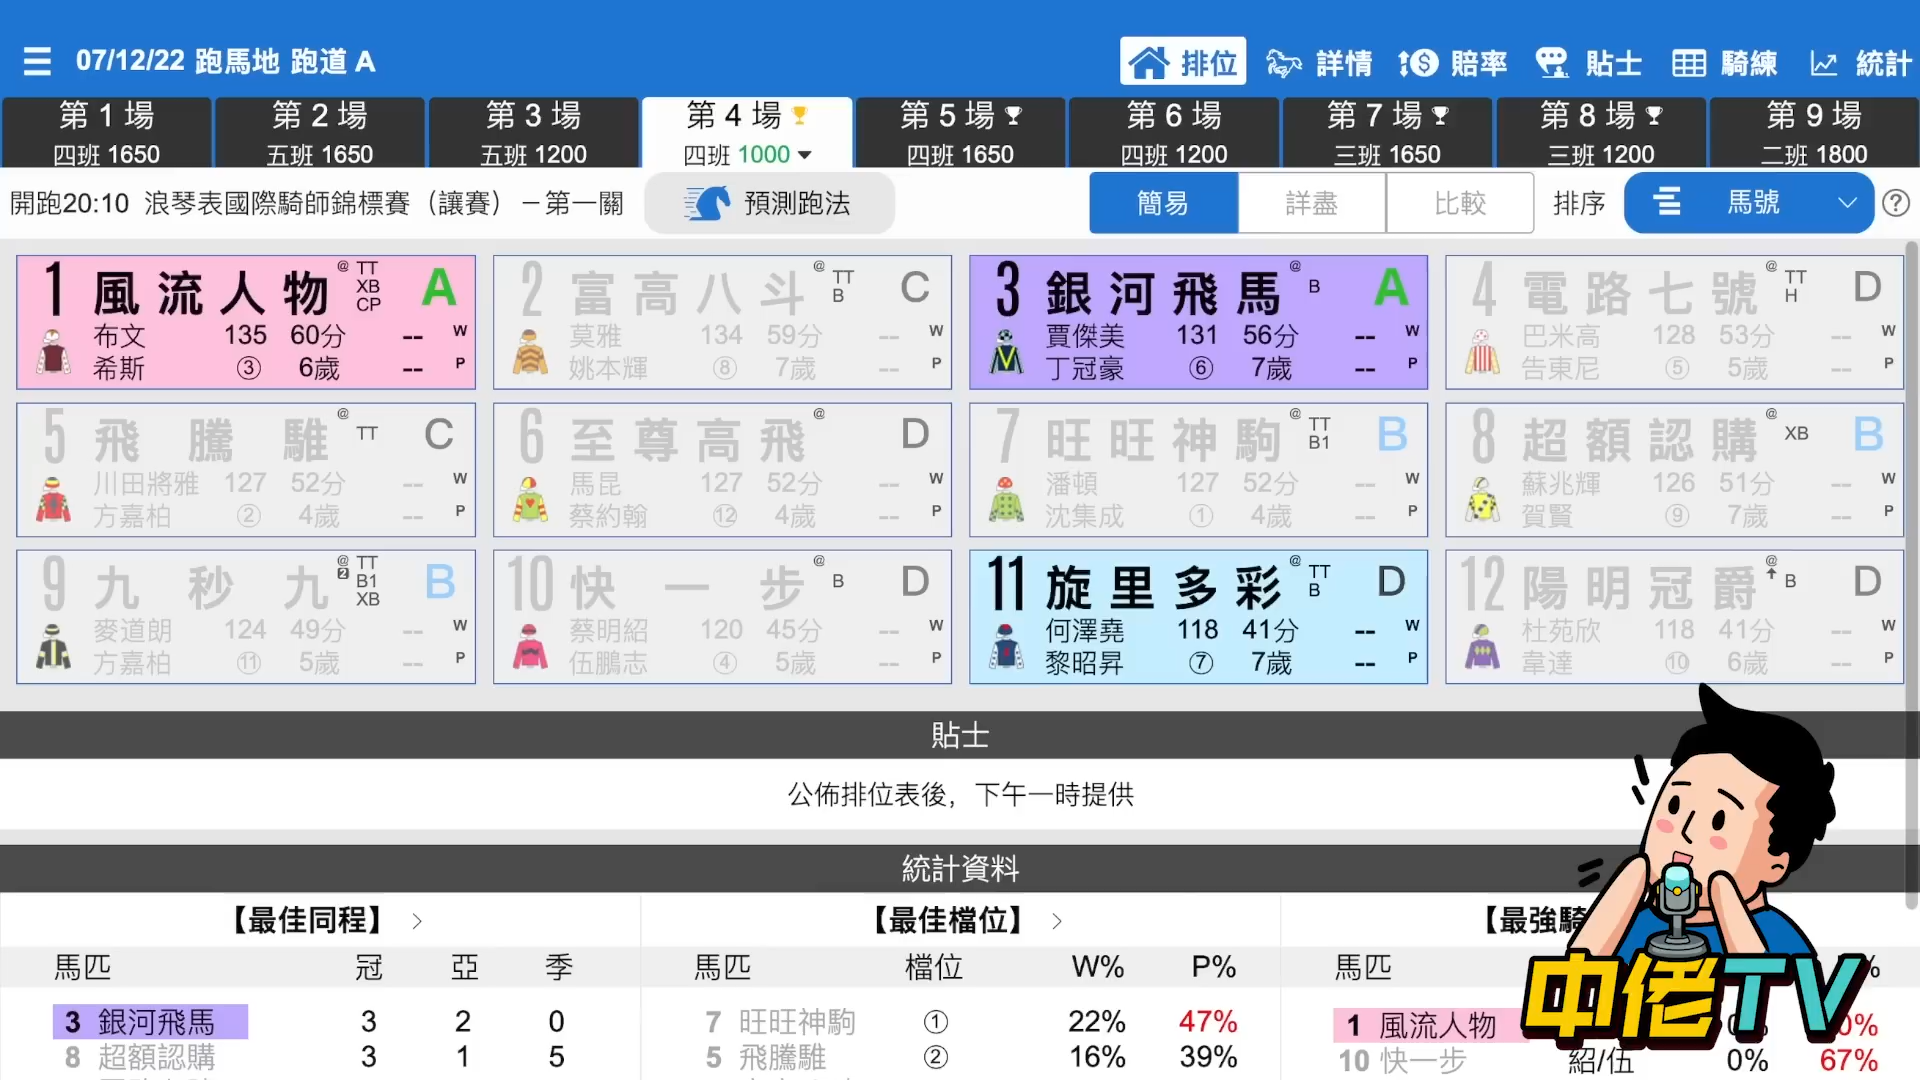 07/12/22 跑馬地 跑道 A
排位 詳情 賠率 貼士 騎練 統計
第 1 場 第 2 場 第 3 場 第 4 場 第 5 場 第 6 場 第 7 場 第 8 場 第 9 場
四班 1650 五班 1650 五班 1200 四班 1000 四班 1650 四班 1200 三班 1650 三班 1200 二班 1800
開跑20:10 浪琴表國際騎師錦標賽（讓賽）－第一關 預測跑法 簡易 詳盡 比較 排序 馬號 ?
1 風流人物 @ TT XB CP A
布文 135 60分 -- W
希斯 ③ 6歲 -- P
2 富高八斗 @ TT B C
莫雅 134 59分 -- W
姚本輝 ⑧ 7歲 -- P
3 銀河飛馬 @ B A
賈傑美 131 56分 -- W
丁冠豪 ⑥ 7歲 -- P
4 電路七號 @ TT H D
巴米高 128 53分 -- W
告東尼 ⑤ 5歲 -- P
5 飛騰騅 @ TT C
川田將雅 127 52分 -- W
方嘉柏 ② 4歲 -- P
6 至尊高飛 @ D
馬昆 127 52分 -- W
蔡約翰 ⑫ 4歲 -- P
7 旺旺神駒 @ TT B1 B
潘頓 127 52分 -- W
沈集成 ① 4歲 -- P
8 超額認購 @ XB B
蘇兆輝 126 51分 -- W
賀賢 ⑨ 7歲 -- P
9 九秒九 @ 2 TT B1 XB B
麥道朗 124 49分 -- W
方嘉柏 ⑪ 5歲 -- P
10 快一步 @ B D
蔡明紹 120 45分 -- W
伍鵬志 ④ 5歲 -- P
11 旋里多彩 @ TT B D
何澤堯 118 41分 -- W
黎昭昇 ⑦ 7歲 -- P
12 陽明冠爵 @ B D
杜苑欣 118 41分 -- W
韋達 ⑩ 6歲 -- P
貼士
公佈排位表後，下午一時提供
統計資料
【最佳同程】 【最佳檔位】 【最強騎
馬匹 冠 亞 季 馬匹 檔位 W% P% 馬匹 %
3 銀河飛馬 3 2 0 7 旺旺神駒 ① 22% 47% 1 風流人物
8 超額認購 3 1 5 5 飛騰騅 ② 16% 39% 10 快一步 紹/伍 0% 67%
中佬TV